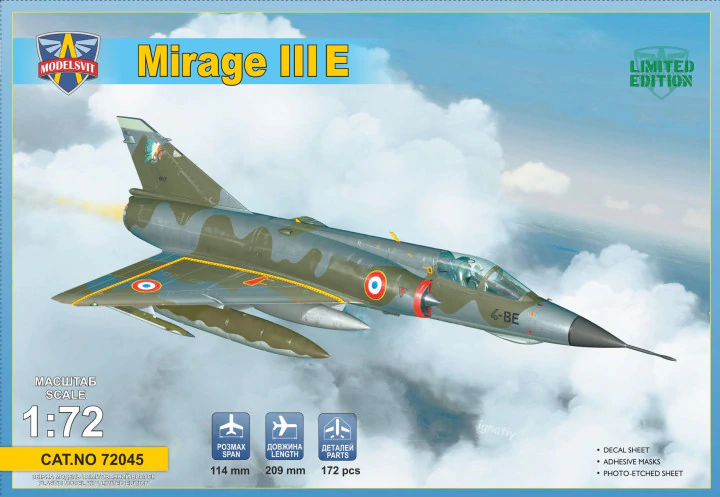 MODELSVIT
Mirage III E
LIMITED
EDITION
4-BE
МАСШТАБ
SCALE
1:72
CAT.NO 72045
РОЗМАХ
SPAN
114 mm
ДОВЖИНА
LENGTH
209 mm
ДЕТАЛЕЙ
PARTS
172 pcs
• DECAL SHEET
• ADHESIVE MASKS
• PHOTO-ETCHED SHEET
ignatiy